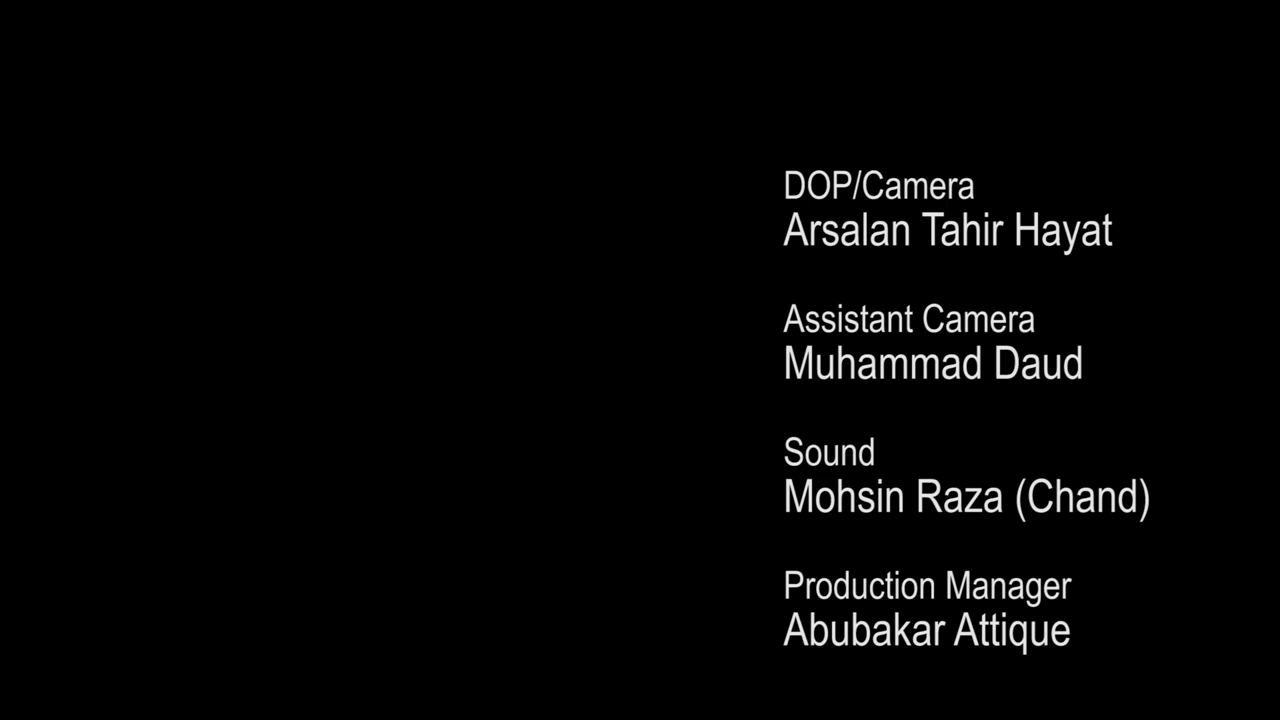 DOP/Camera
Arsalan Tahir Hayat
Assistant Camera
Muhammad Daud
Sound
Mohsin Raza (Chand)
Production Manager
Abubakar Attique